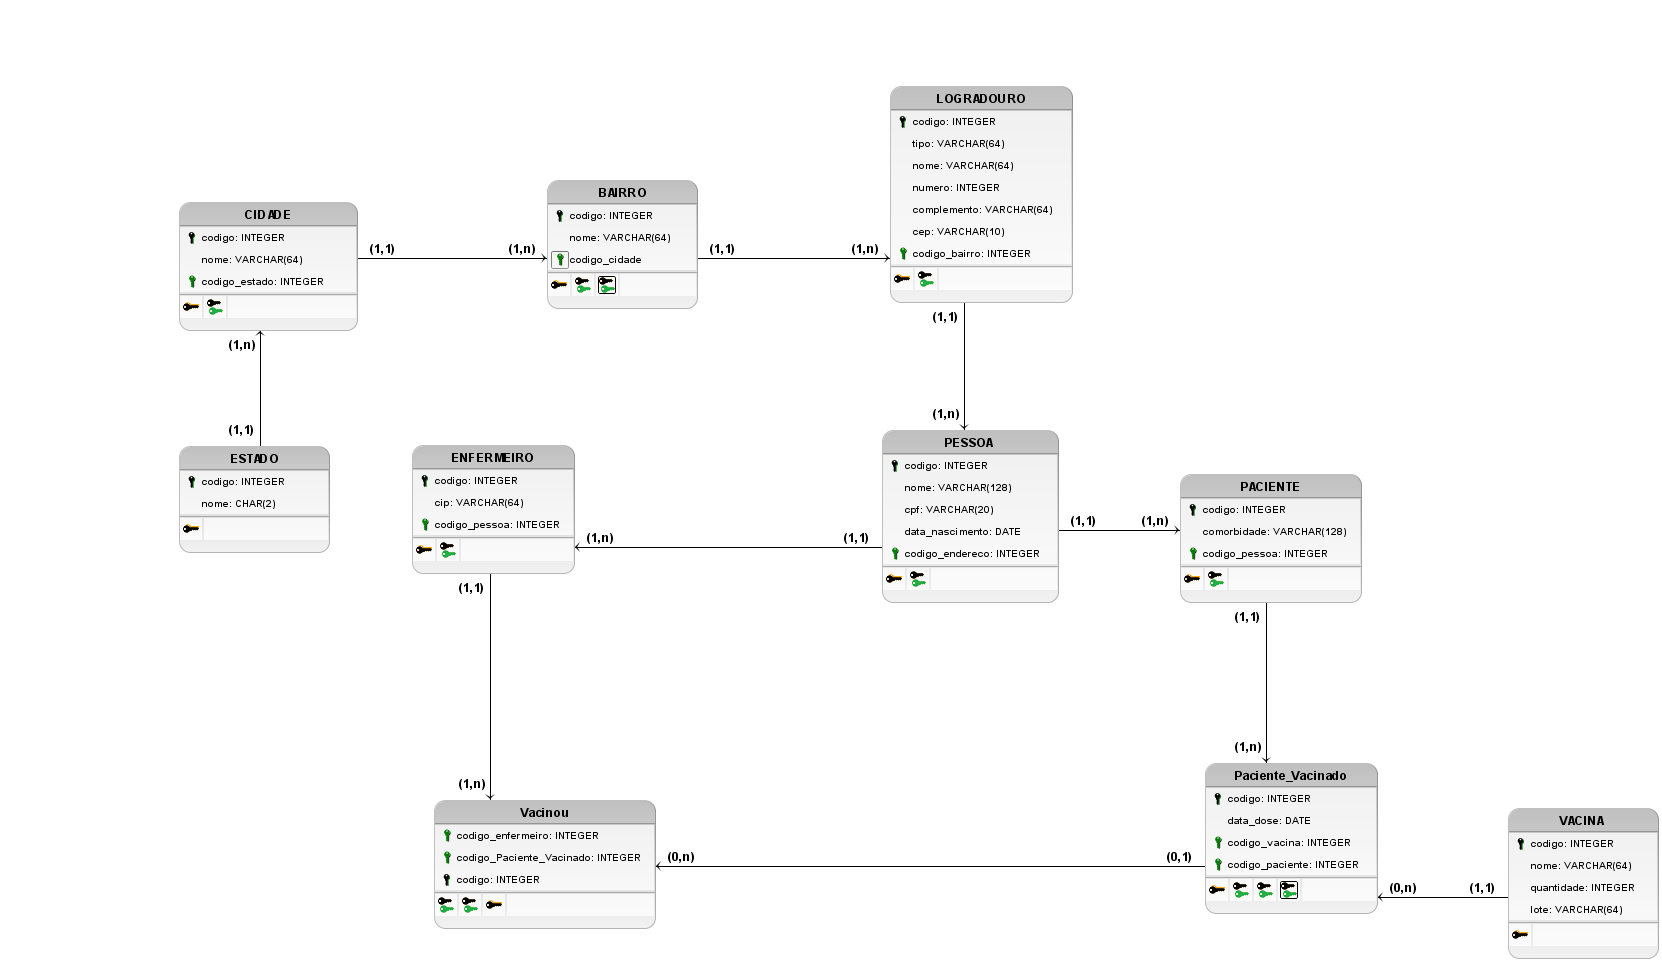 LOGRADOURO
codigo: INTEGER
tipo: VARCHAR(64)
nome: VARCHAR(64)
numero: INTEGER
complemento: VARCHAR(64)
cep: VARCHAR(10)
codigo_bairro: INTEGER
BAIRRO
codigo: INTEGER
nome: VARCHAR(64)
codigo_cidade
CIDADE
codigo: INTEGER
nome: VARCHAR(64)
codigo_estado: INTEGER
(1,1)
(1,n)
(1,1)
(1,n)
(1,n)
(1,1)
(1,1)
(1,n)
ESTADO
codigo: INTEGER
nome: CHAR(2)
ENFERMEIRO
codigo: INTEGER
cip: VARCHAR(64)
codigo_pessoa: INTEGER
PESSOA
codigo: INTEGER
nome: VARCHAR(128)
cpf: VARCHAR(20)
data_nascimento: DATE
codigo_endereco: INTEGER
PACIENTE
codigo: INTEGER
comorbidade: VARCHAR(128)
codigo_pessoa: INTEGER
(1,n)
(1,1)
(1,1)
(1,n)
(1,1)
(1,n)
(1,1)
(1,n)
Vacinou
codigo_enfermeiro: INTEGER
codigo_Paciente_Vacinado: INTEGER
codigo: INTEGER
(0,n)
(0,1)
Paciente_Vacinado
codigo: INTEGER
data_dose: DATE
codigo_vacina: INTEGER
codigo_paciente: INTEGER
(0,n)
(1,1)
VACINA
codigo: INTEGER
nome: VARCHAR(64)
quantidade: INTEGER
lote: VARCHAR(64)